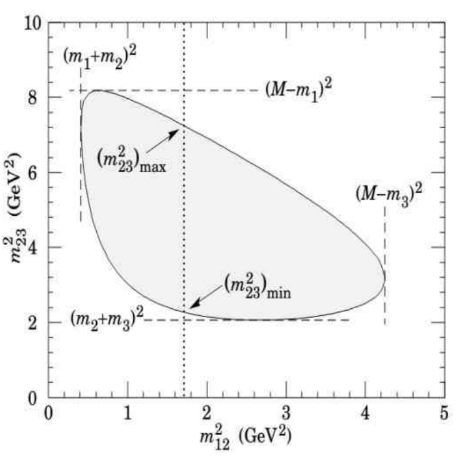 10
(m₁+m₂)²
(M–m₁)²
8
(m²₂₃)max
6
(M–m₃)²
m²₂₃ (GeV²)
4
(m²₂₃)min
(m₂+m₃)²
2
0
0 1 2 3 4 5
m²₁₂ (GeV²)